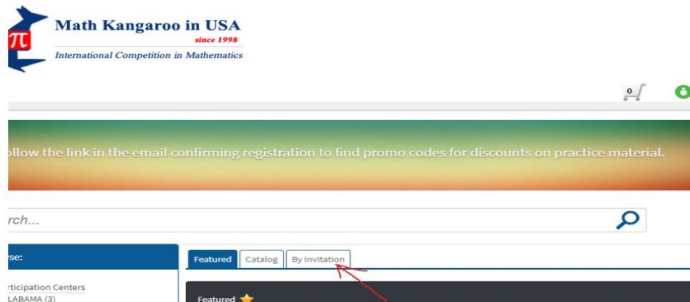 π
Math Kangaroo in USA
since 1998
International Competition in Mathematics
0
ollow the link in the email confirming registration to find promo codes for discounts on practice material.
rch...
se:
Featured Catalog By Invitation
rticipation Centers
LABAMA (3)
Featured